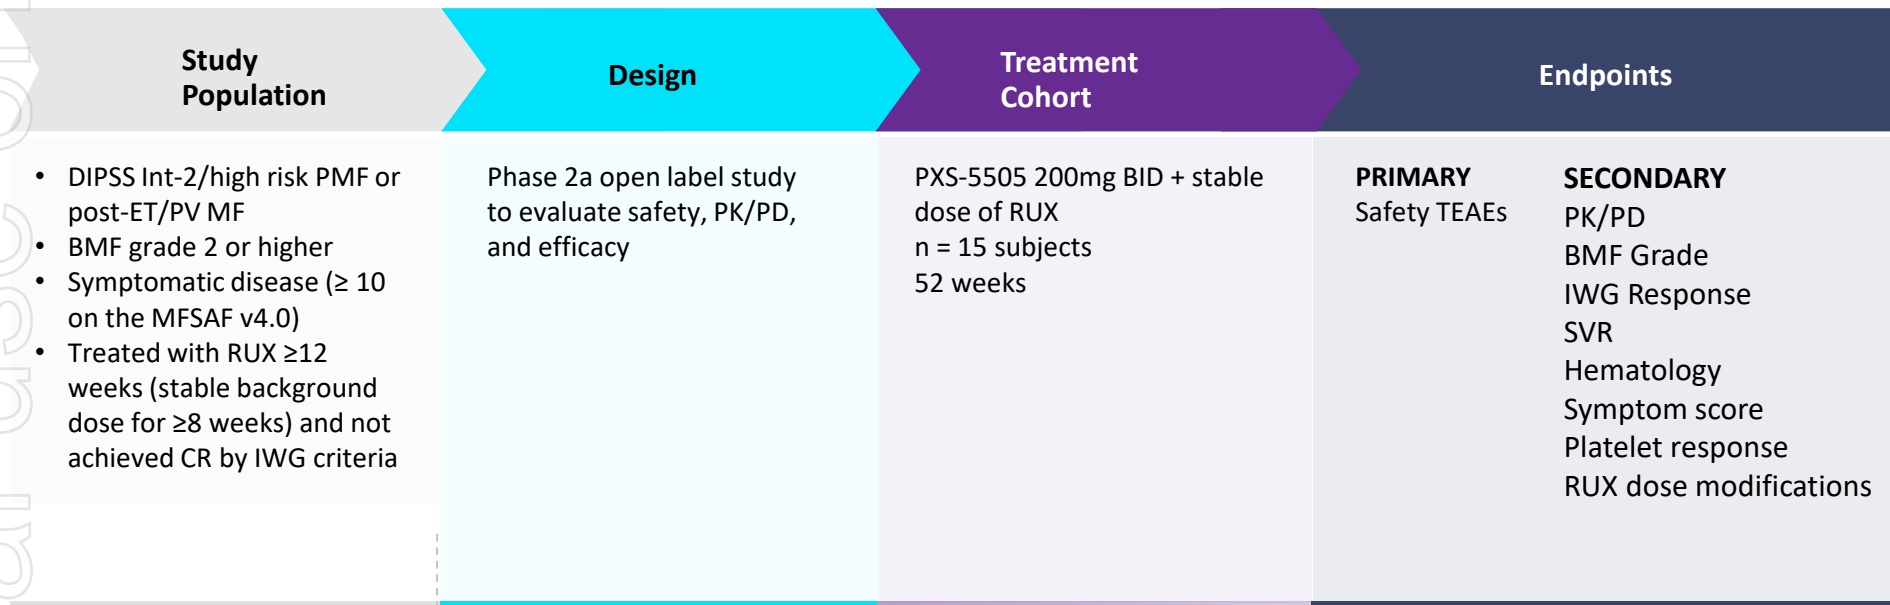 Study
Population
Design
Treatment
Cohort
Endpoints
• DIPSS Int-2/high risk PMF or
post-ET/PV MF
• BMF grade 2 or higher
• Symptomatic disease (≥ 10
on the MFSAF v4.0)
• Treated with RUX ≥12
weeks (stable background
dose for ≥8 weeks) and not
achieved CR by IWG criteria
Phase 2a open label study
to evaluate safety, PK/PD,
and efficacy
PXS-5505 200mg BID + stable
dose of RUX
n = 15 subjects
52 weeks
PRIMARY
Safety TEAEs
SECONDARY
PK/PD
BMF Grade
IWG Response
SVR
Hematology
Symptom score
Platelet response
RUX dose modifications